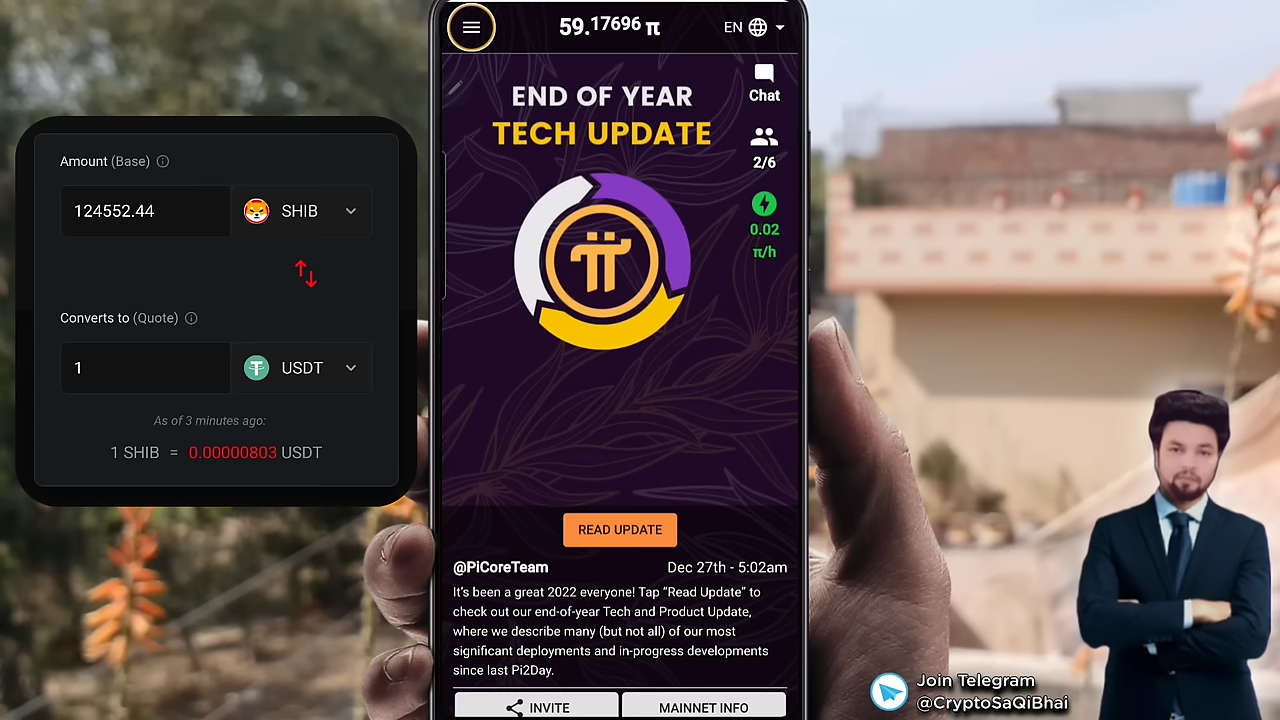 Amount (Base)
124552.44
SHIB
Converts to (Quote)
1
USDT
As of 3 minutes ago:
1 SHIB = 0.00000803 USDT
59.17696 π
EN
END OF YEAR
TECH UPDATE
Chat
2/6
0.02
π/h
READ UPDATE
@PiCoreTeam
Dec 27th - 5:02am
It's been a great 2022 everyone! Tap “Read Update” to
check out our end-of-year Tech and Product Update,
where we describe many (but not all) of our most
significant deployments and in-progress developments
since last Pi2Day.
INVITE
MAINNET INFO
Join Telegram
@CryptoSaQiBhai